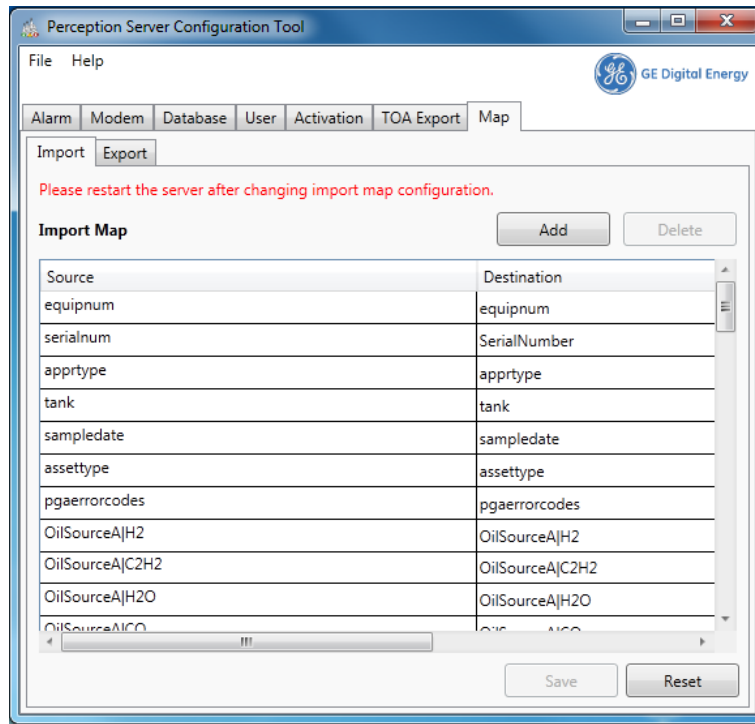 Perception Server Configuration Tool
File Help
GE Digital Energy
Alarm Modem Database User Activation TOA Export Map
Import Export
Please restart the server after changing import map configuration.
Import Map Add Delete
Source Destination
equipnum equipnum
serialnum SerialNumber
apprtype apprtype
tank tank
sampledate sampledate
assettype assettype
pgaerrorcodes pgaerrorcodes
OilSourceA|H2 OilSourceA|H2
OilSourceA|C2H2 OilSourceA|C2H2
OilSourceA|H2O OilSourceA|H2O
OilSourceA|CO
Save Reset